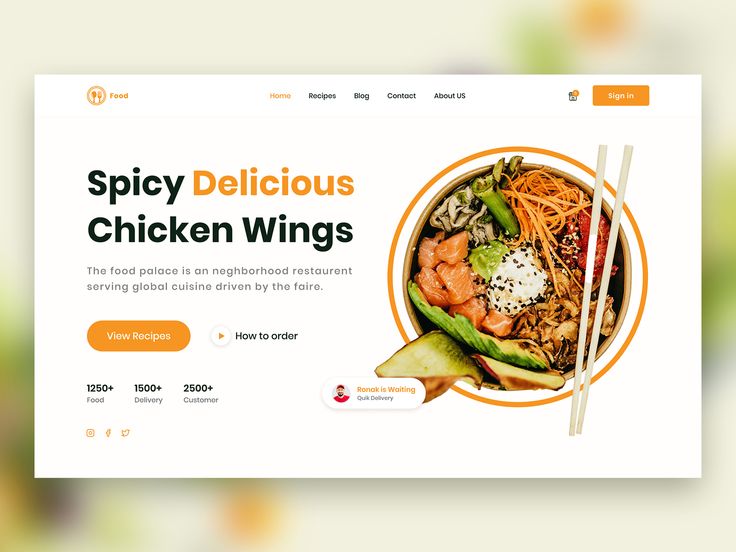 Food
Home Recipes Blog Contact About US
Sign in
Spicy Delicious
Chicken Wings
The food palace is an neghborhood restaurent
serving global cuisine driven by the faire.
View Recipes
How to order
1250+ 1500+ 2500+
Food Delivery Customer
Ronak is Waiting
Quik Delivery